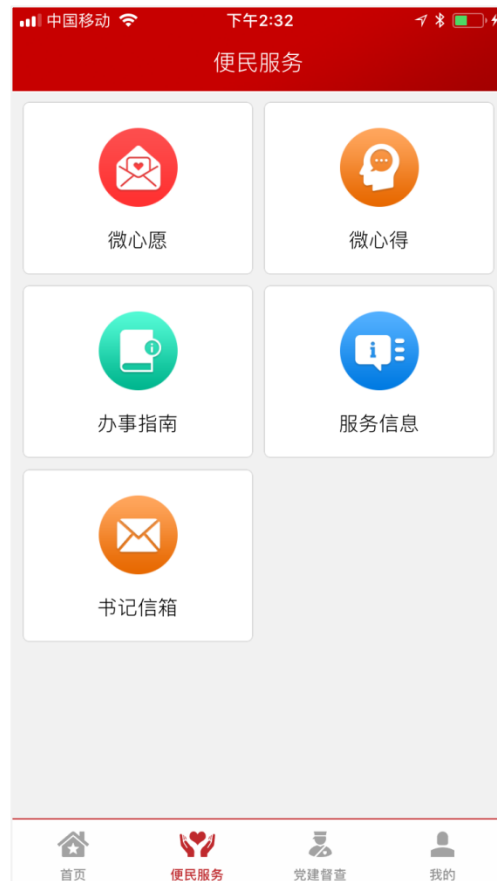 中国移动 下午2:32
便民服务
微心愿 微心得
办事指南 服务信息
书记信箱
首页 便民服务 党建督查 我的